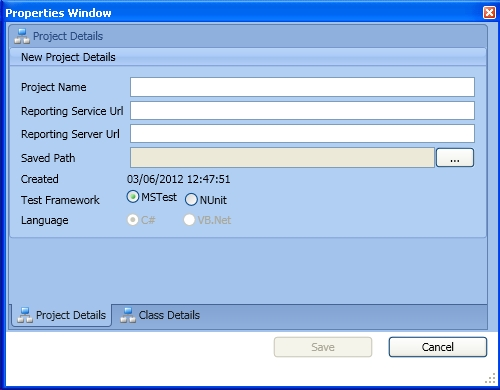 Properties Window
Project Details
New Project Details
Project Name
Reporting Service Url
Reporting Server Url
Saved Path ...
Created 03/06/2012 12:47:51
Test Framework MSTest NUnit
Language C# VB.Net
Project Details Class Details
Save Cancel